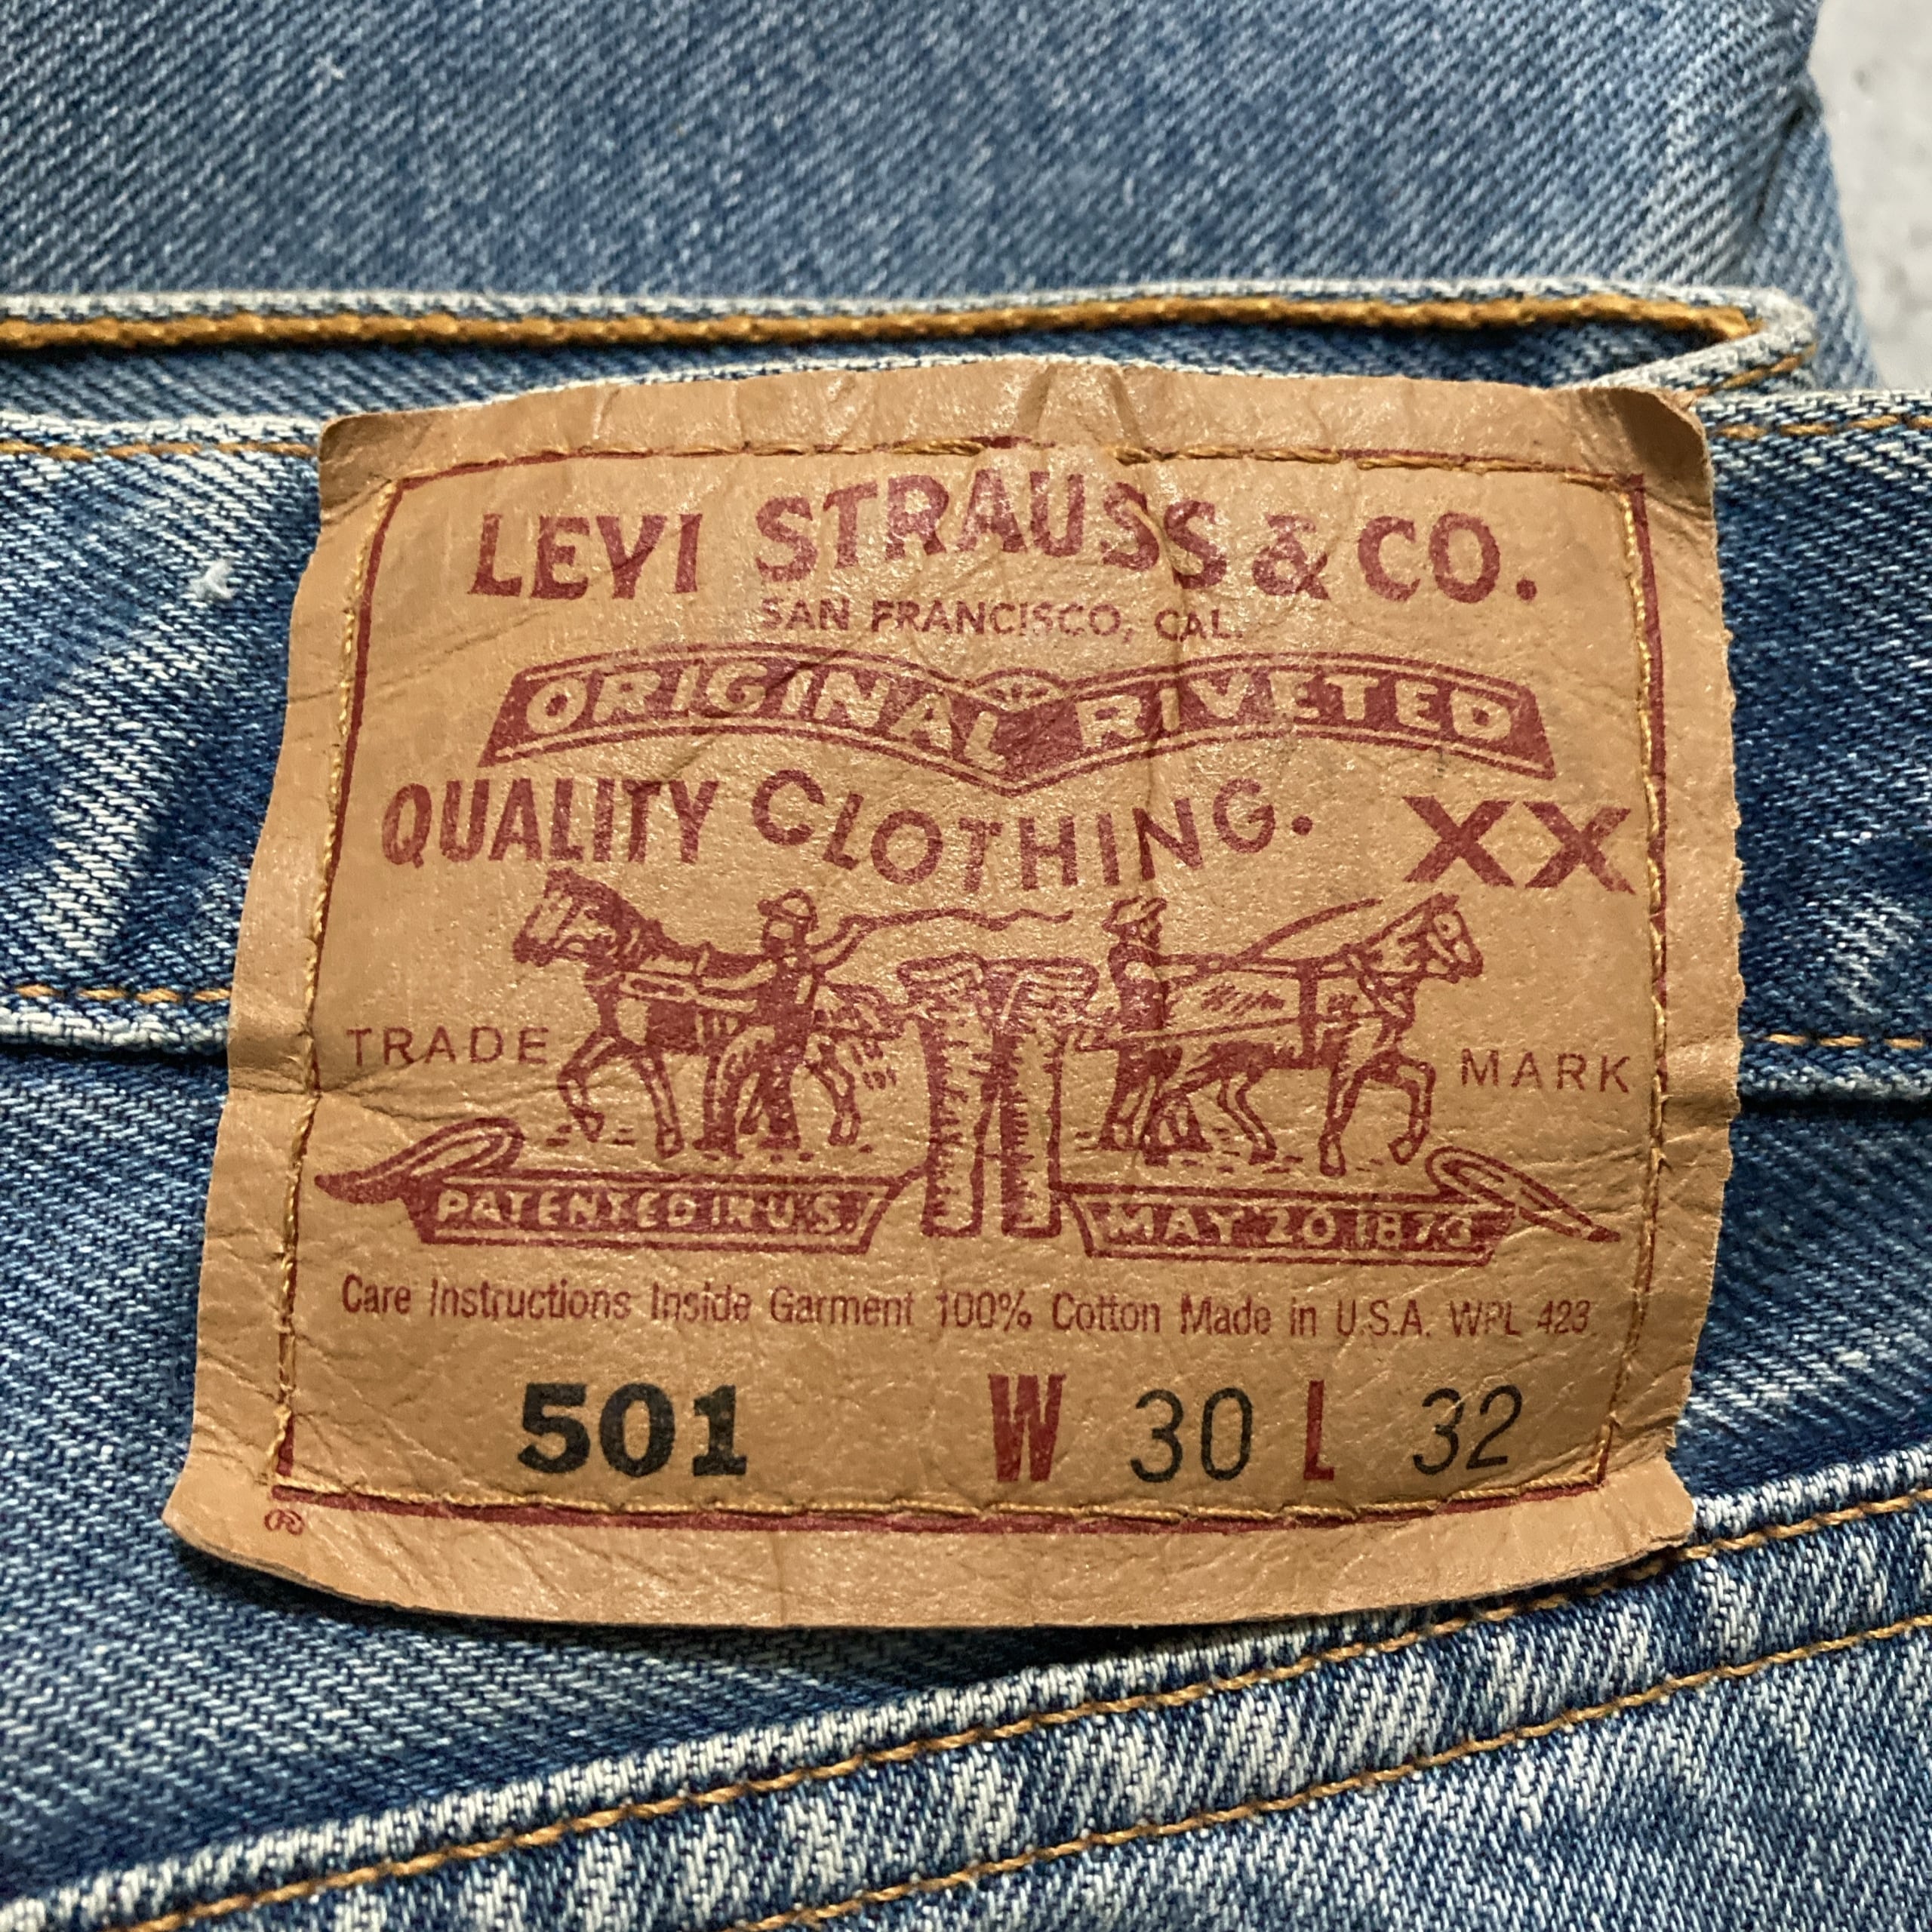 LEVI STRAUSS & CO.
SAN FRANCISCO, CAL.
ORIGINAL RIVETED
QUALITY CLOTHING. XX
TRADE MARK
PATENTED IN U.S. MAY 20 1873
Care Instructions Inside Garment 100% Cotton Made in U.S.A. WPL 423
501 W 30 L 32
®